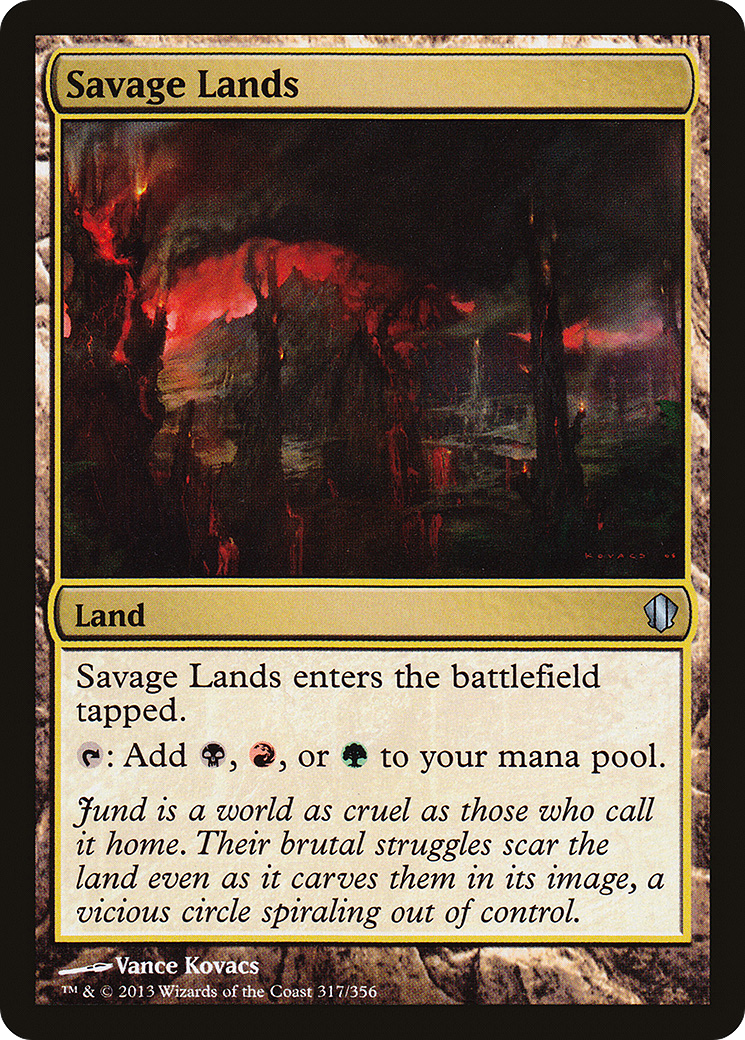 Savage Lands
KOVACS 06
Land
Savage Lands enters the battlefield
tapped.
: Add , , or to your mana pool.
Jund is a world as cruel as those who call
it home. Their brutal struggles scar the
land even as it carves them in its image, a
vicious circle spiraling out of control.
Vance Kovacs
™ & © 2013 Wizards of the Coast 317/356